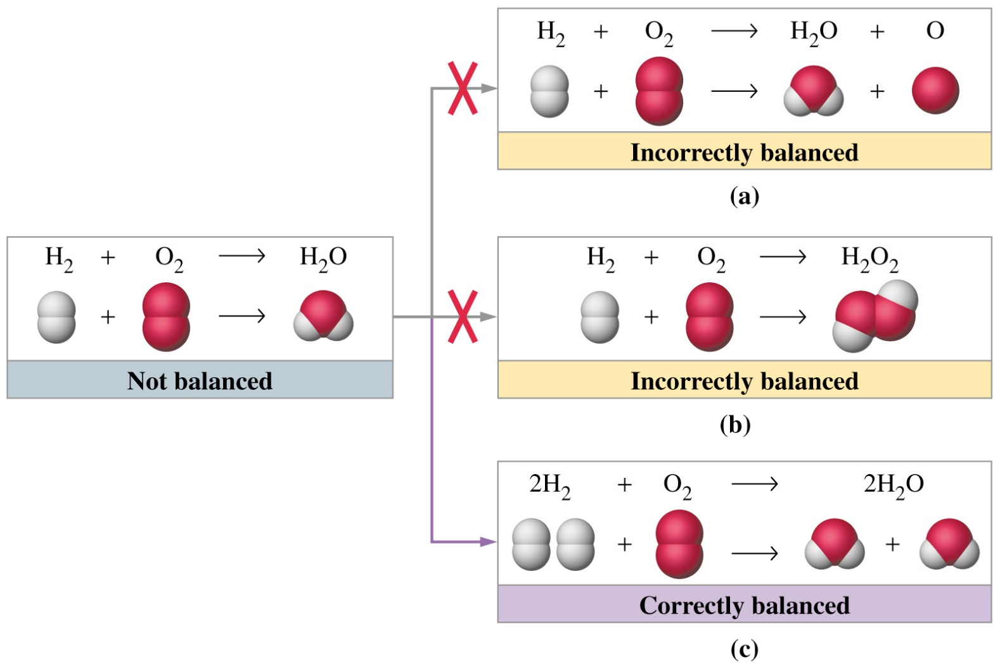 H₂ + O₂ ⟶ H₂O + O
+ ⟶ +
Incorrectly balanced
(a)
H₂ + O₂ ⟶ H₂O
+ ⟶
Not balanced
H₂ + O₂ ⟶ H₂O₂
+ ⟶
Incorrectly balanced
(b)
2H₂ + O₂ ⟶ 2H₂O
+ ⟶ +
Correctly balanced
(c)